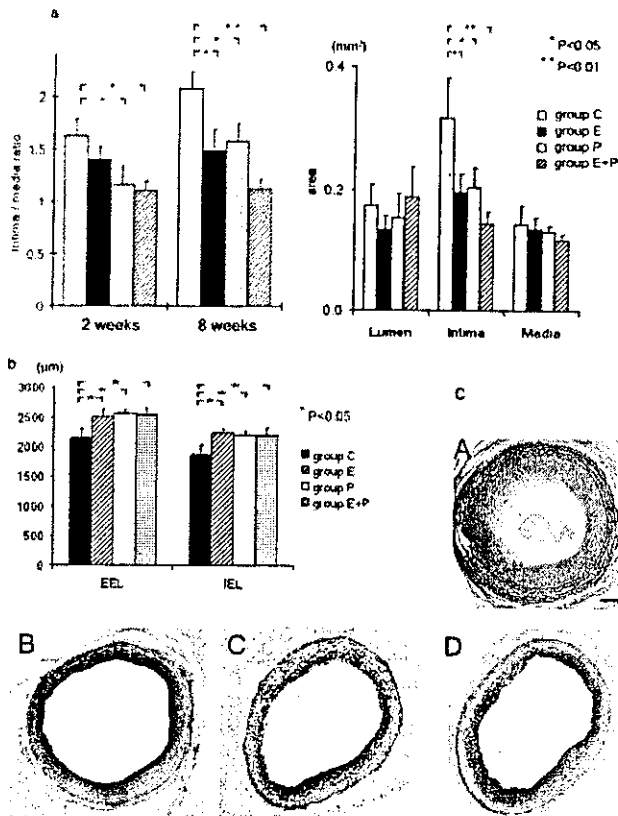 a
Intima / media ratio
2
1.5
1
0.5
0
2 weeks
8 weeks
(mm²)
0.4
0.2
0.0
area
Lumen
Intima
Media
* P<0.05
** P<0.01
group C
group E
group P
group E+P
b
(μm)
3000
2500
2000
1500
1000
500
0
EEL
IEL
* P<0.05
group C
group E
group P
group E+P
c
A
B
C
D